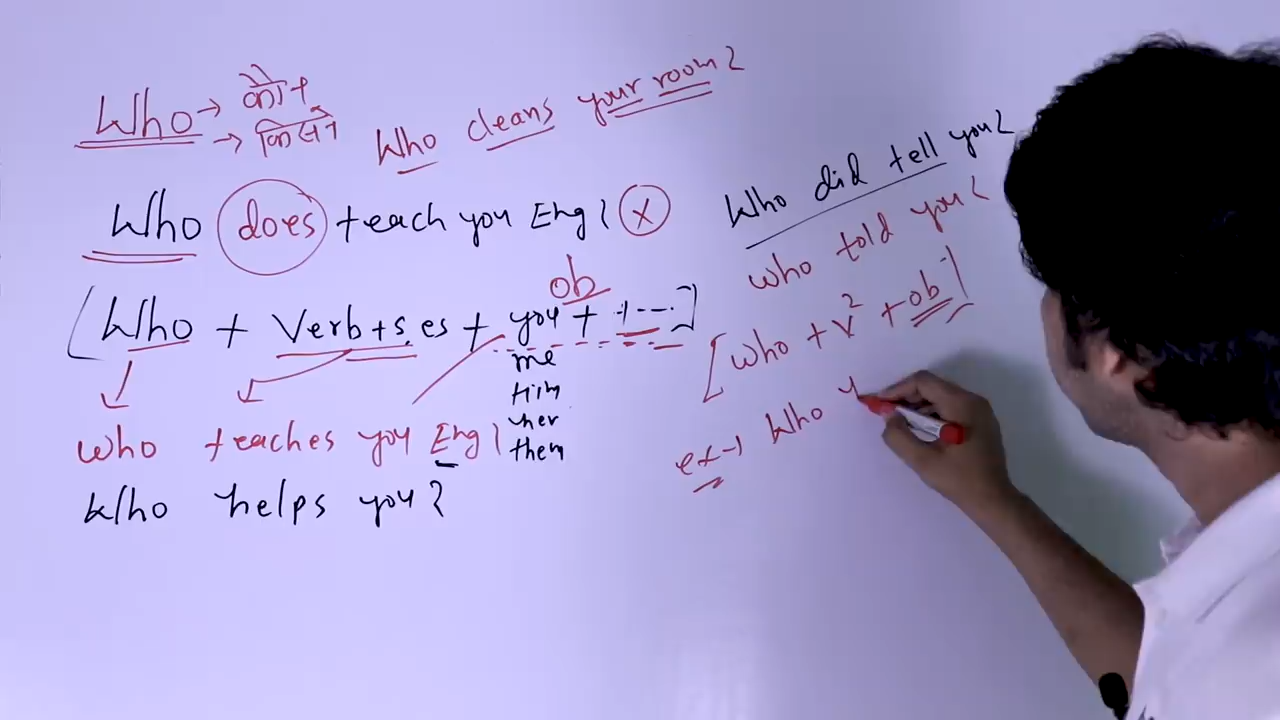 Who → कौन
→ किसने
Who cleans your room?
Who does teach you Eng? X
ob
[Who + Verb+s, es + you + + ---]
me
him
her
them
who teaches you Eng?
Who helps you?
Who did tell you?
who told you?
[who + v² + ob]
ex-1 Who